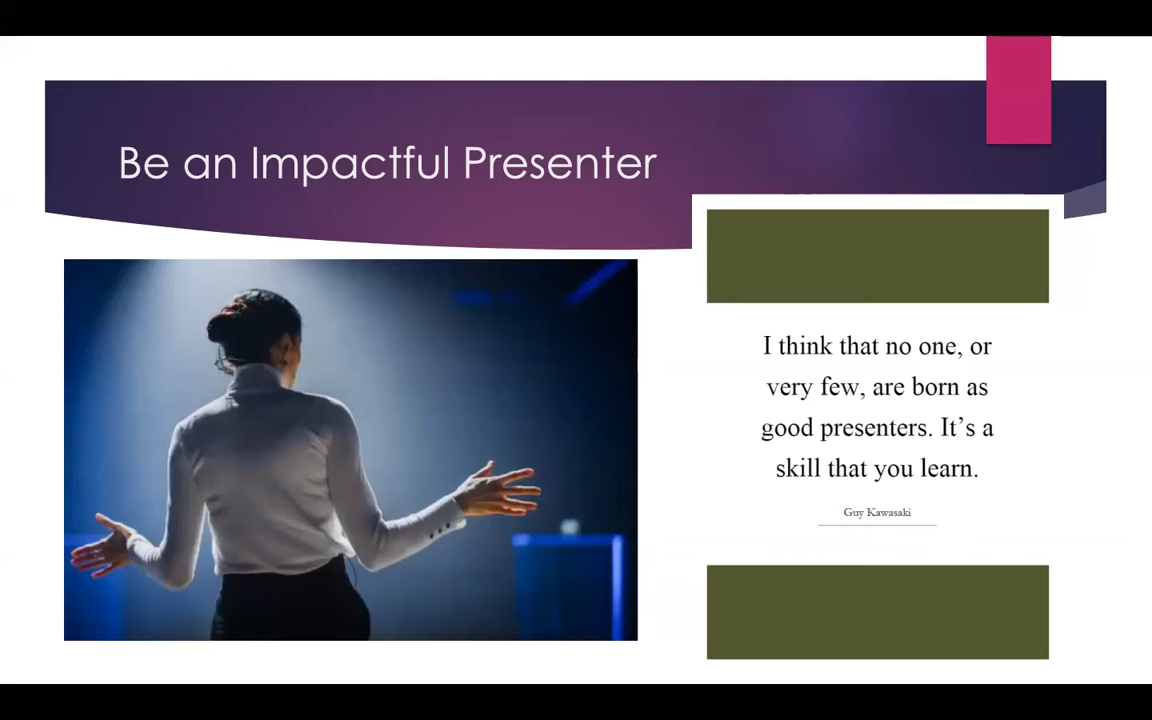 Be an Impactful Presenter
I think that no one, or
very few, are born as
good presenters. It’s a
skill that you learn.
Guy Kawasaki